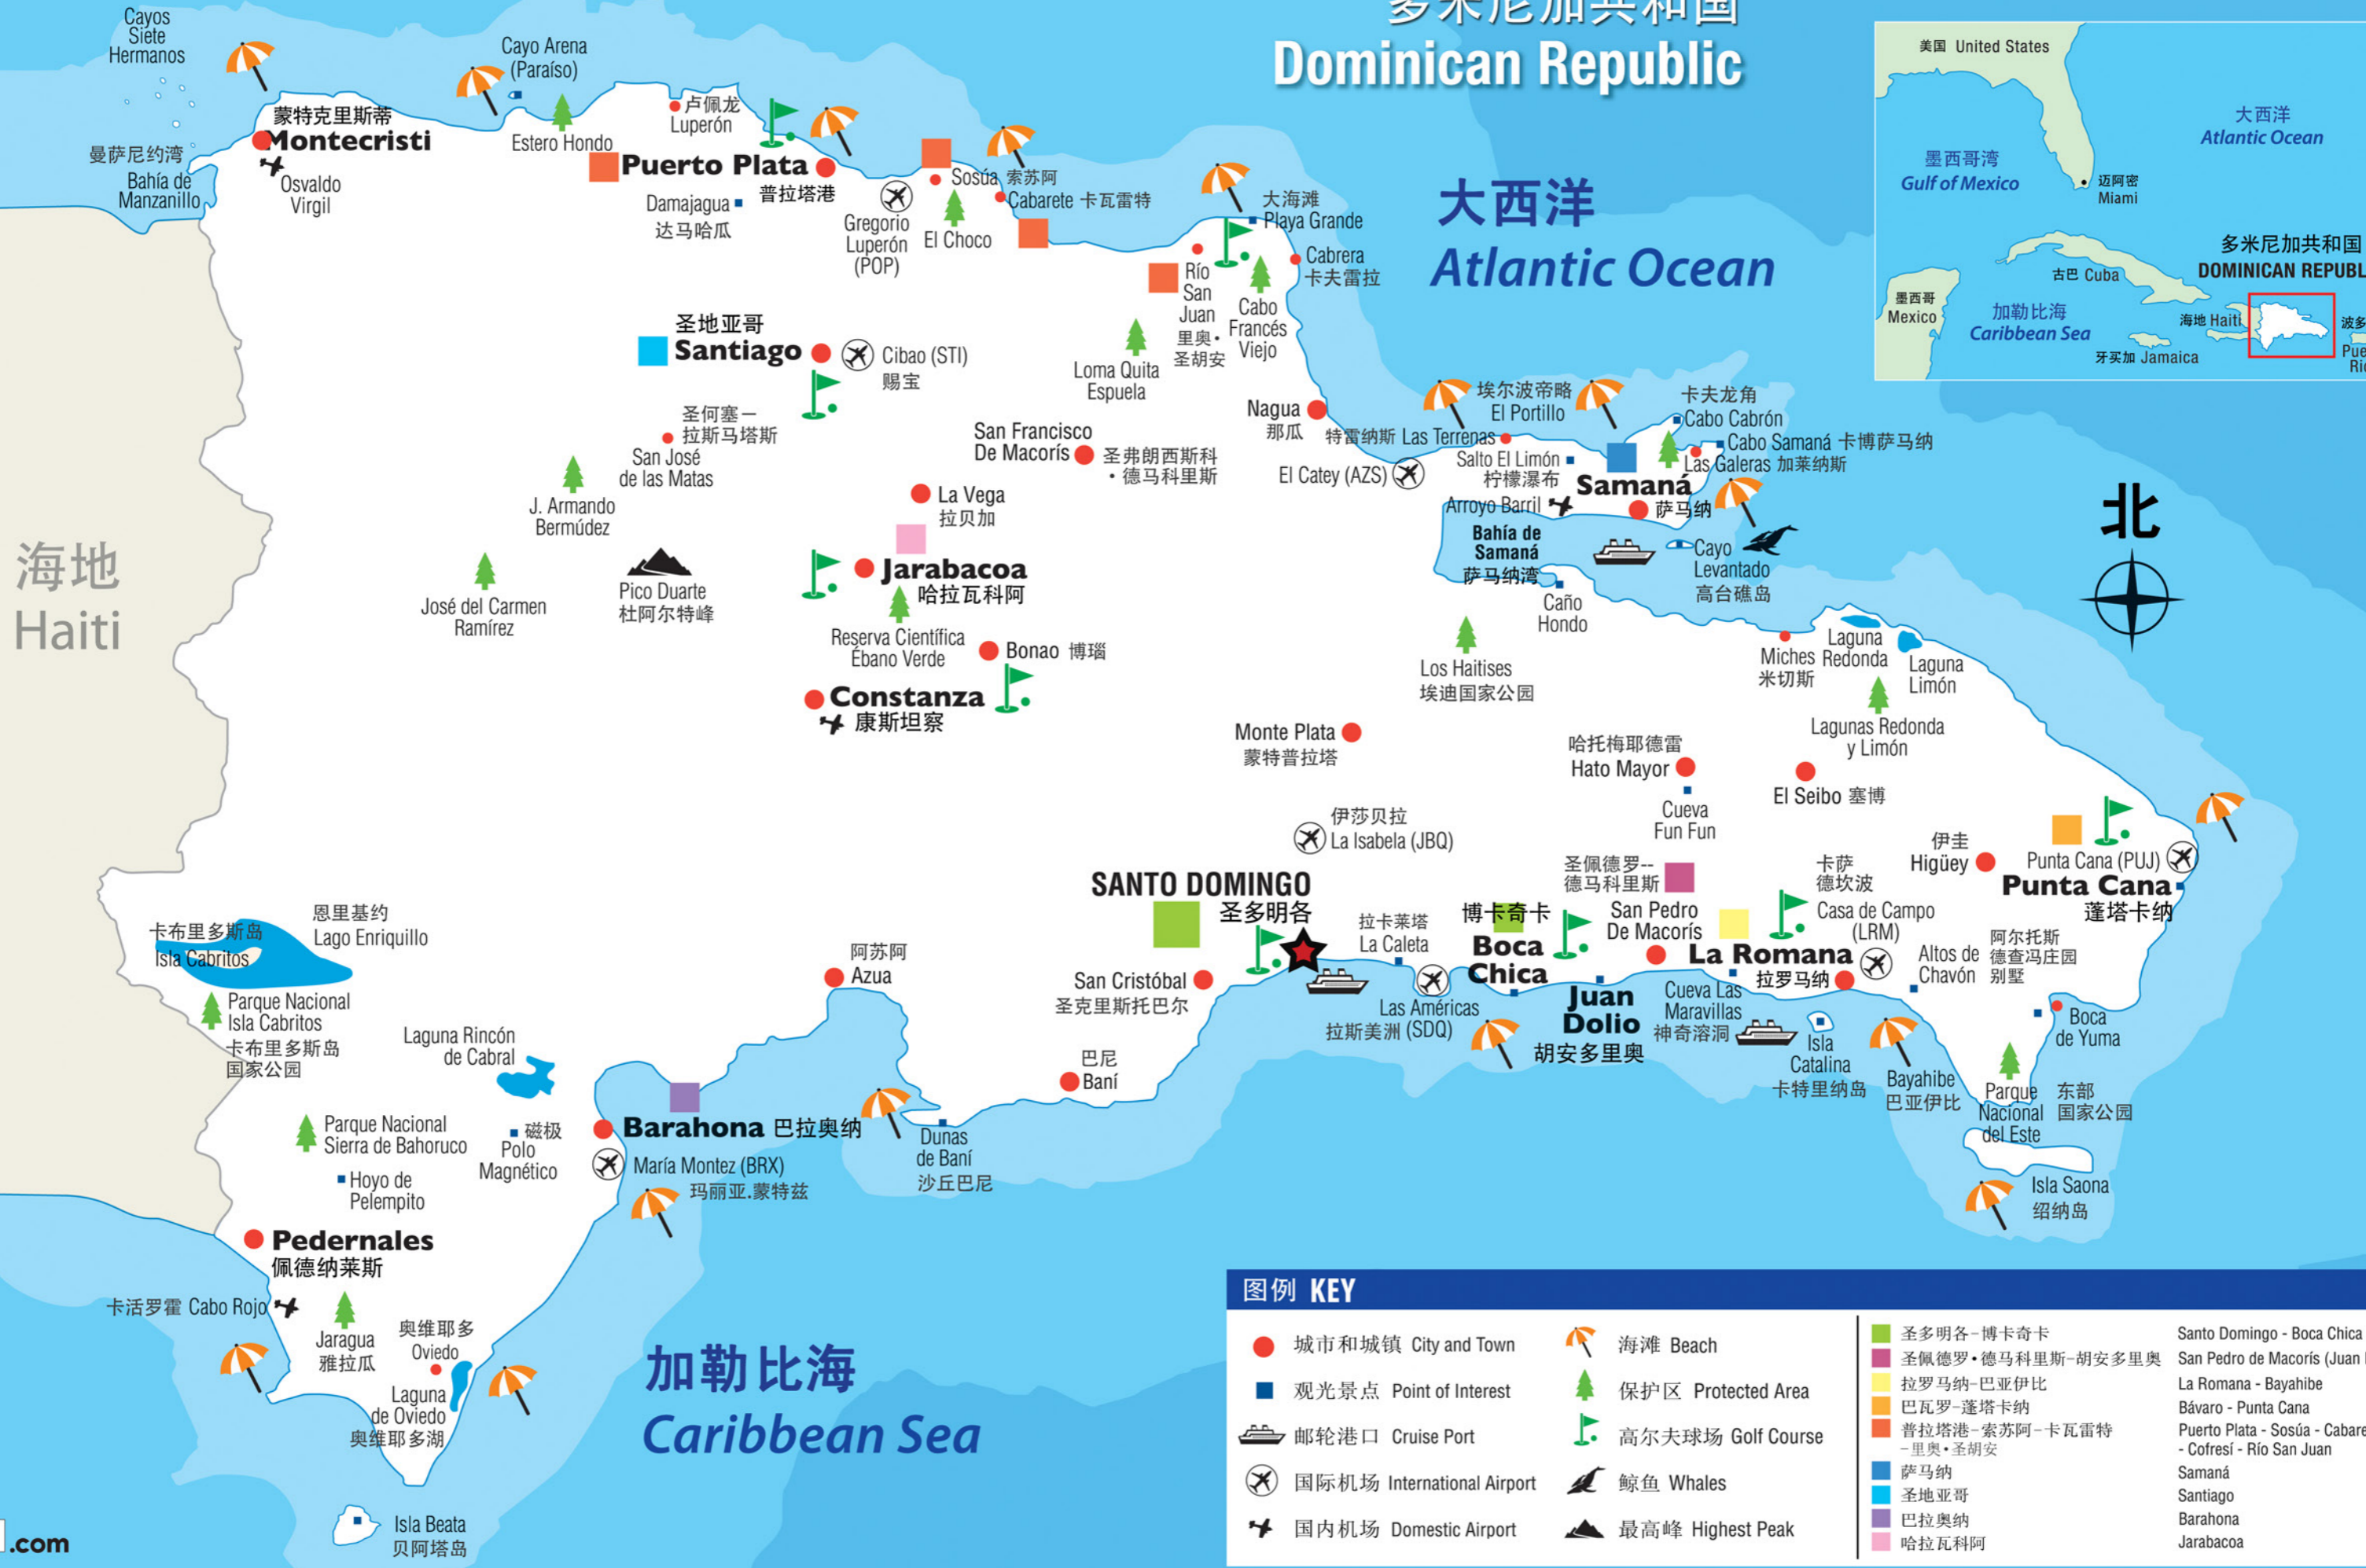 多米尼加共和国
Dominican Republic
Cayos
Siete
Hermanos
Cayo Arena
(Paraíso)
蒙特克里斯蒂
Montecristi
曼萨尼约湾
Bahía de
Manzanillo
Osvaldo
Virgil
Estero Hondo
卢佩龙
Luperón
Puerto Plata
普拉塔港
Damajagua
达马哈瓜
Gregorio
Luperón
(POP)
Sosúa 索苏阿
Cabarete 卡瓦雷特
El Choco
大海滩
Playa Grande
Río
San
Juan
里奥•
圣胡安
Cabrera
卡夫雷拉
Cabo
Francés
Viejo
Loma Quita
Espuela
大西洋
Atlantic Ocean
美国 United States
大西洋
Atlantic Ocean
墨西哥湾
Gulf of Mexico
迈阿密
Miami
多米尼加共和国
DOMINICAN REPUBL
古巴 Cuba
墨西哥
Mexico
加勒比海
Caribbean Sea
海地 Haiti
牙买加 Jamaica
波多
Pue
Ri
圣地亚哥
Santiago
Cibao (STI)
赐宝
圣何塞一
拉斯马塔斯
San José
de las Matas
J. Armando
Bermúdez
San Francisco
De Macorís
圣弗朗西斯科
•德马科里斯
Nagua
那瓜
埃尔波帝略
El Portillo
特雷纳斯 Las Terrenas
El Catey (AZS)
Salto El Limón
柠檬瀑布
Arroyo Barril
卡夫龙角
Cabo Cabrón
Cabo Samaná 卡博萨马纳
Las Galeras 加莱纳斯
Samaná
萨马纳
Bahía de
Samaná
萨马纳湾
Cayo
Levantado
高台礁岛
Caño
Hondo
北
海地
Haiti
José del Carmen
Ramírez
Pico Duarte
杜阿尔特峰
La Vega
拉贝加
Jarabacoa
哈拉瓦科阿
Reserva Científica
Ébano Verde
Bonao 博瑙
Constanza
康斯坦察
Los Haitises
埃迪国家公园
Monte Plata
蒙特普拉塔
Miches
米切斯
Laguna
Redonda
Laguna
Limón
Lagunas Redonda
y Limón
哈托梅耶德雷
Hato Mayor
Cueva
Fun Fun
El Seibo 塞博
伊圭
Higüey
Punta Cana (PUJ)
Punta Cana
蓬塔卡纳
伊莎贝拉
La Isabela (JBQ)
SANTO DOMINGO
圣多明各
拉卡莱塔
La Caleta
博卡奇卡
Boca
Chica
圣佩德罗--
德马科里斯
San Pedro
De Macorís
卡萨
德坎波
Casa de Campo
(LRM)
La Romana
拉罗马纳
Altos de
Chavón
阿尔托斯
德查冯庄园
别墅
卡布里多斯岛
Isla Cabritos
恩里基约
Lago Enriquillo
Parque Nacional
Isla Cabritos
卡布里多斯岛
国家公园
阿苏阿
Azua
San Cristóbal
圣克里斯托巴尔
Las Américas
拉斯美洲 (SDQ)
Juan
Dolio
胡安多里奥
Cueva Las
Maravillas
神奇溶洞
Isla
Catalina
卡特里纳岛
Bayahibe
巴亚伊比
Boca
de Yuma
Parque
Nacional
del Este
东部
国家公园
Isla Saona
绍纳岛
Laguna Rincón
de Cabral
巴尼
Baní
Parque Nacional
Sierra de Bahoruco
磁极
Polo
Magnético
Barahona 巴拉奥纳
María Montez (BRX)
玛丽亚.蒙特兹
Dunas
de Baní
沙丘巴尼
Hoyo de
Pelempito
Pedernales
佩德纳莱斯
卡活罗霍 Cabo Rojo
Jaragua
雅拉瓜
奥维耶多
Oviedo
Laguna
de Oviedo
奥维耶多湖
加勒比海
Caribbean Sea
Isla Beata
贝阿塔岛
.com
图例 KEY
城市和城镇 City and Town
观光景点 Point of Interest
邮轮港口 Cruise Port
国际机场 International Airport
国内机场 Domestic Airport
海滩 Beach
保护区 Protected Area
高尔夫球场 Golf Course
鲸鱼 Whales
最高峰 Highest Peak
圣多明各-博卡奇卡 Santo Domingo - Boca Chica
圣佩德罗•德马科里斯-胡安多里奥 San Pedro de Macorís (Juan
拉罗马纳-巴亚伊比 La Romana - Bayahibe
巴瓦罗-蓬塔卡纳 Bávaro - Punta Cana
普拉塔港-索苏阿-卡瓦雷特 Puerto Plata - Sosúa - Cabare
-里奥•圣胡安 - Cofresí - Río San Juan
萨马纳 Samaná
圣地亚哥 Santiago
巴拉奥纳 Barahona
哈拉瓦科阿 Jarabacoa